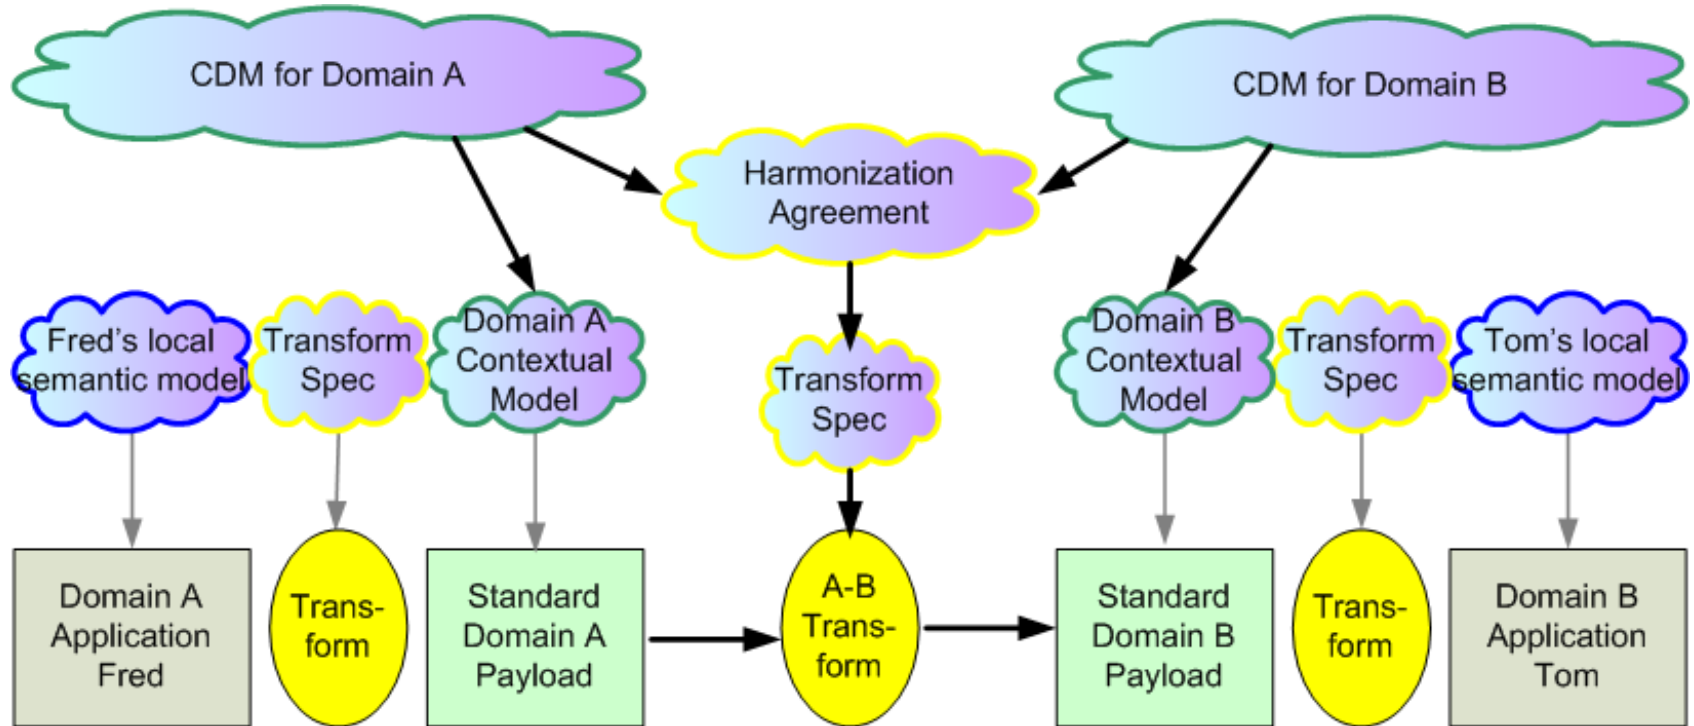 CDM for Domain A
CDM for Domain B
Harmonization
Agreement
Fred's local
semantic model
Transform
Spec
Domain A
Contextual
Model
Transform
Spec
Domain B
Contextual
Model
Transform
Spec
Tom's local
semantic model
Domain A
Application
Fred
Trans-
form
Standard
Domain A
Payload
A-B
Trans-
form
Standard
Domain B
Payload
Trans-
form
Domain B
Application
Tom